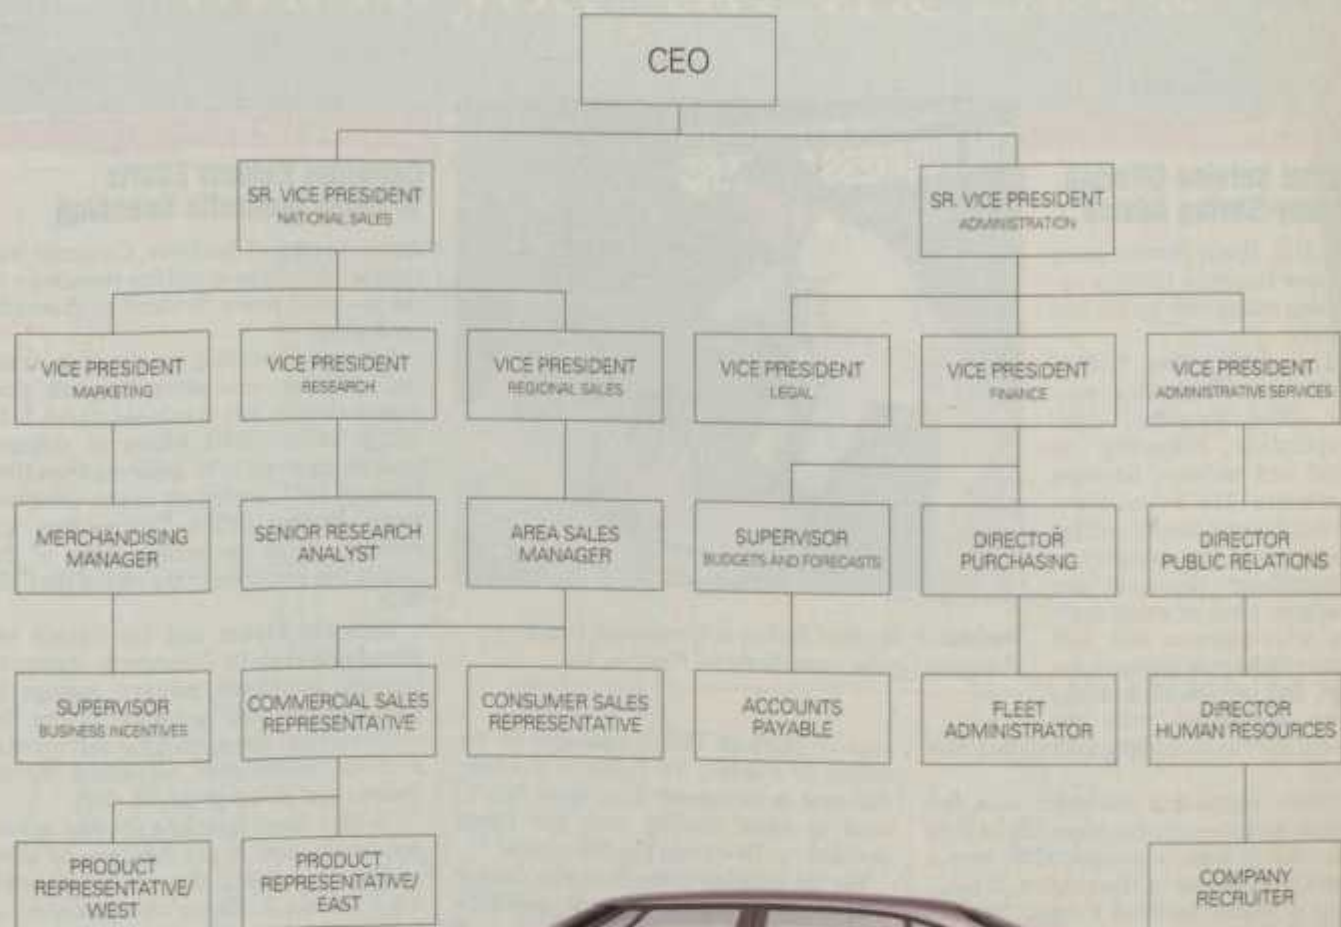 CEO
SR. VICE PRESIDENT
NATIONAL SALES
SR. VICE PRESIDENT
ADMINISTRATION
VICE PRESIDENT
MARKETING
VICE PRESIDENT
RESEARCH
VICE PRESIDENT
REGIONAL SALES
VICE PRESIDENT
LEGAL
VICE PRESIDENT
FINANCE
VICE PRESIDENT
ADMINISTRATIVE SERVICES
MERCHANDISING
MANAGER
SENIOR RESEARCH
ANALYST
AREA SALES
MANAGER
SUPERVISOR
BUDGETS AND FORECASTS
DIRECTOR
PURCHASING
DIRECTOR
PUBLIC RELATIONS
SUPERVISOR
BUSINESS INCENTIVES
COMMERCIAL SALES
REPRESENTATIVE
CONSUMER SALES
REPRESENTATIVE
ACCOUNTS
PAYABLE
FLEET
ADMINISTRATOR
DIRECTOR
HUMAN RESOURCES
PRODUCT
REPRESENTATIVE/
WEST
PRODUCT
REPRESENTATIVE/
EAST
COMPANY
RECRUITER